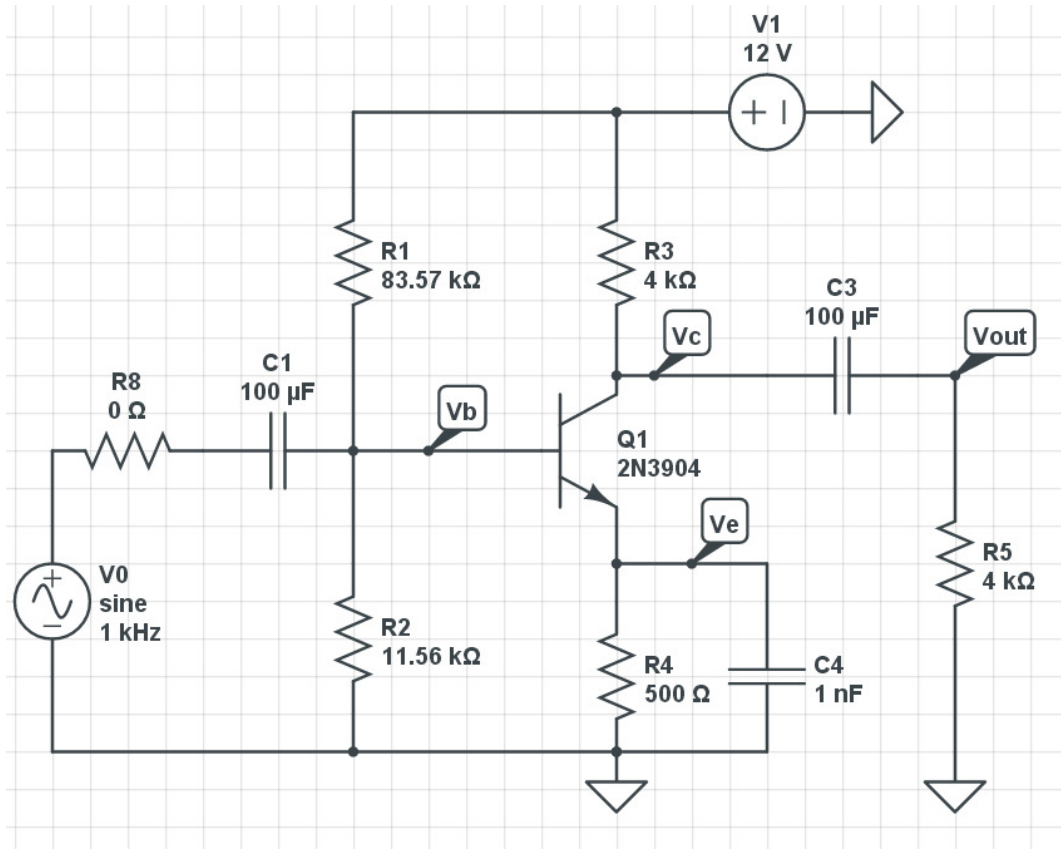 V1
12 V
R1
83.57 kΩ
R3
4 kΩ
C3
100 µF
Vc
Vout
C1
100 µF
R8
0 Ω
Vb
Q1
2N3904
Ve
V0
sine
1 kHz
R5
4 kΩ
R2
11.56 kΩ
R4
500 Ω
C4
1 nF